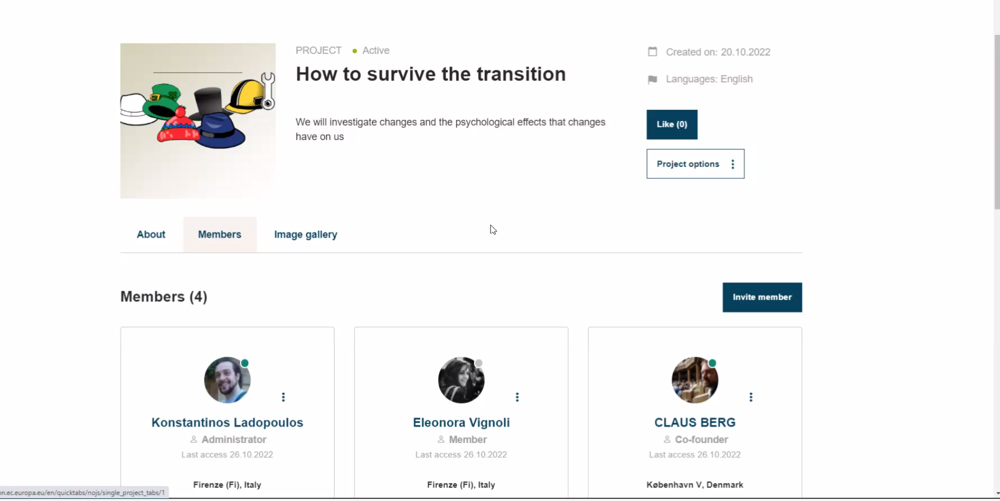 PROJECT • Active
How to survive the transition
We will investigate changes and the psychological effects that changes
have on us
Created on: 20.10.2022
Languages: English
Like (0)
Project options
About Members Image gallery
Members (4)
Invite member
Konstantinos Ladopoulos
Administrator
Last access 26.10.2022
Firenze (Fi), Italy
Eleonora Vignoli
Member
Last access 26.10.2022
Firenze (Fi), Italy
CLAUS BERG
Co-founder
Last access 26.10.2022
København V, Denmark
n.ec.europa.eu/en/quicktabs/nojs/single_project_tabs/1